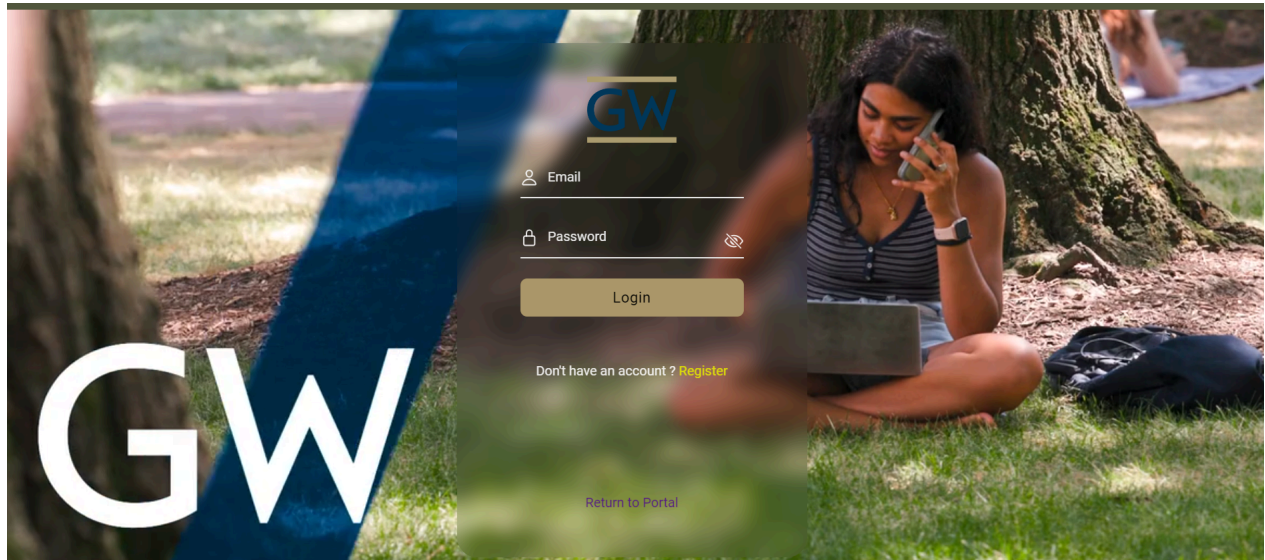 GW
Email
Password
Login
Don't have an account ? Register
Return to Portal
GW